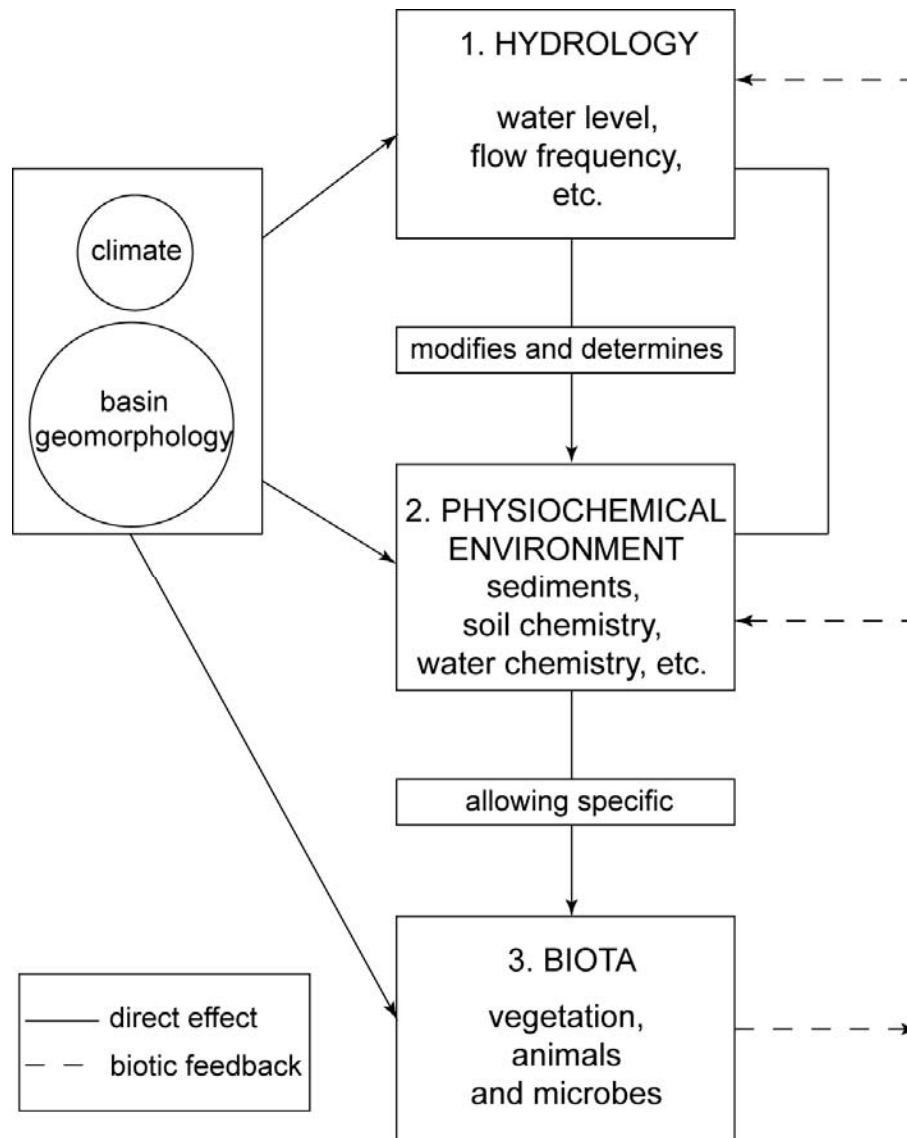 1. HYDROLOGY
water level,
flow frequency,
etc.
climate
basin
geomorphology
modifies and determines
2. PHYSIOCHEMICAL
ENVIRONMENT
sediments,
soil chemistry,
water chemistry, etc.
allowing specific
3. BIOTA
vegetation,
animals
and microbes
direct effect
biotic feedback